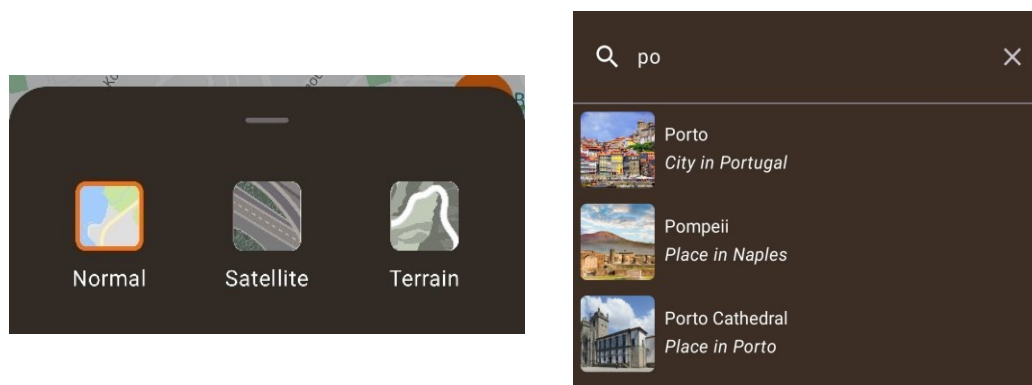 Normal
Satellite
Terrain
po
Porto
City in Portugal
Pompeii
Place in Naples
Porto Cathedral
Place in Porto